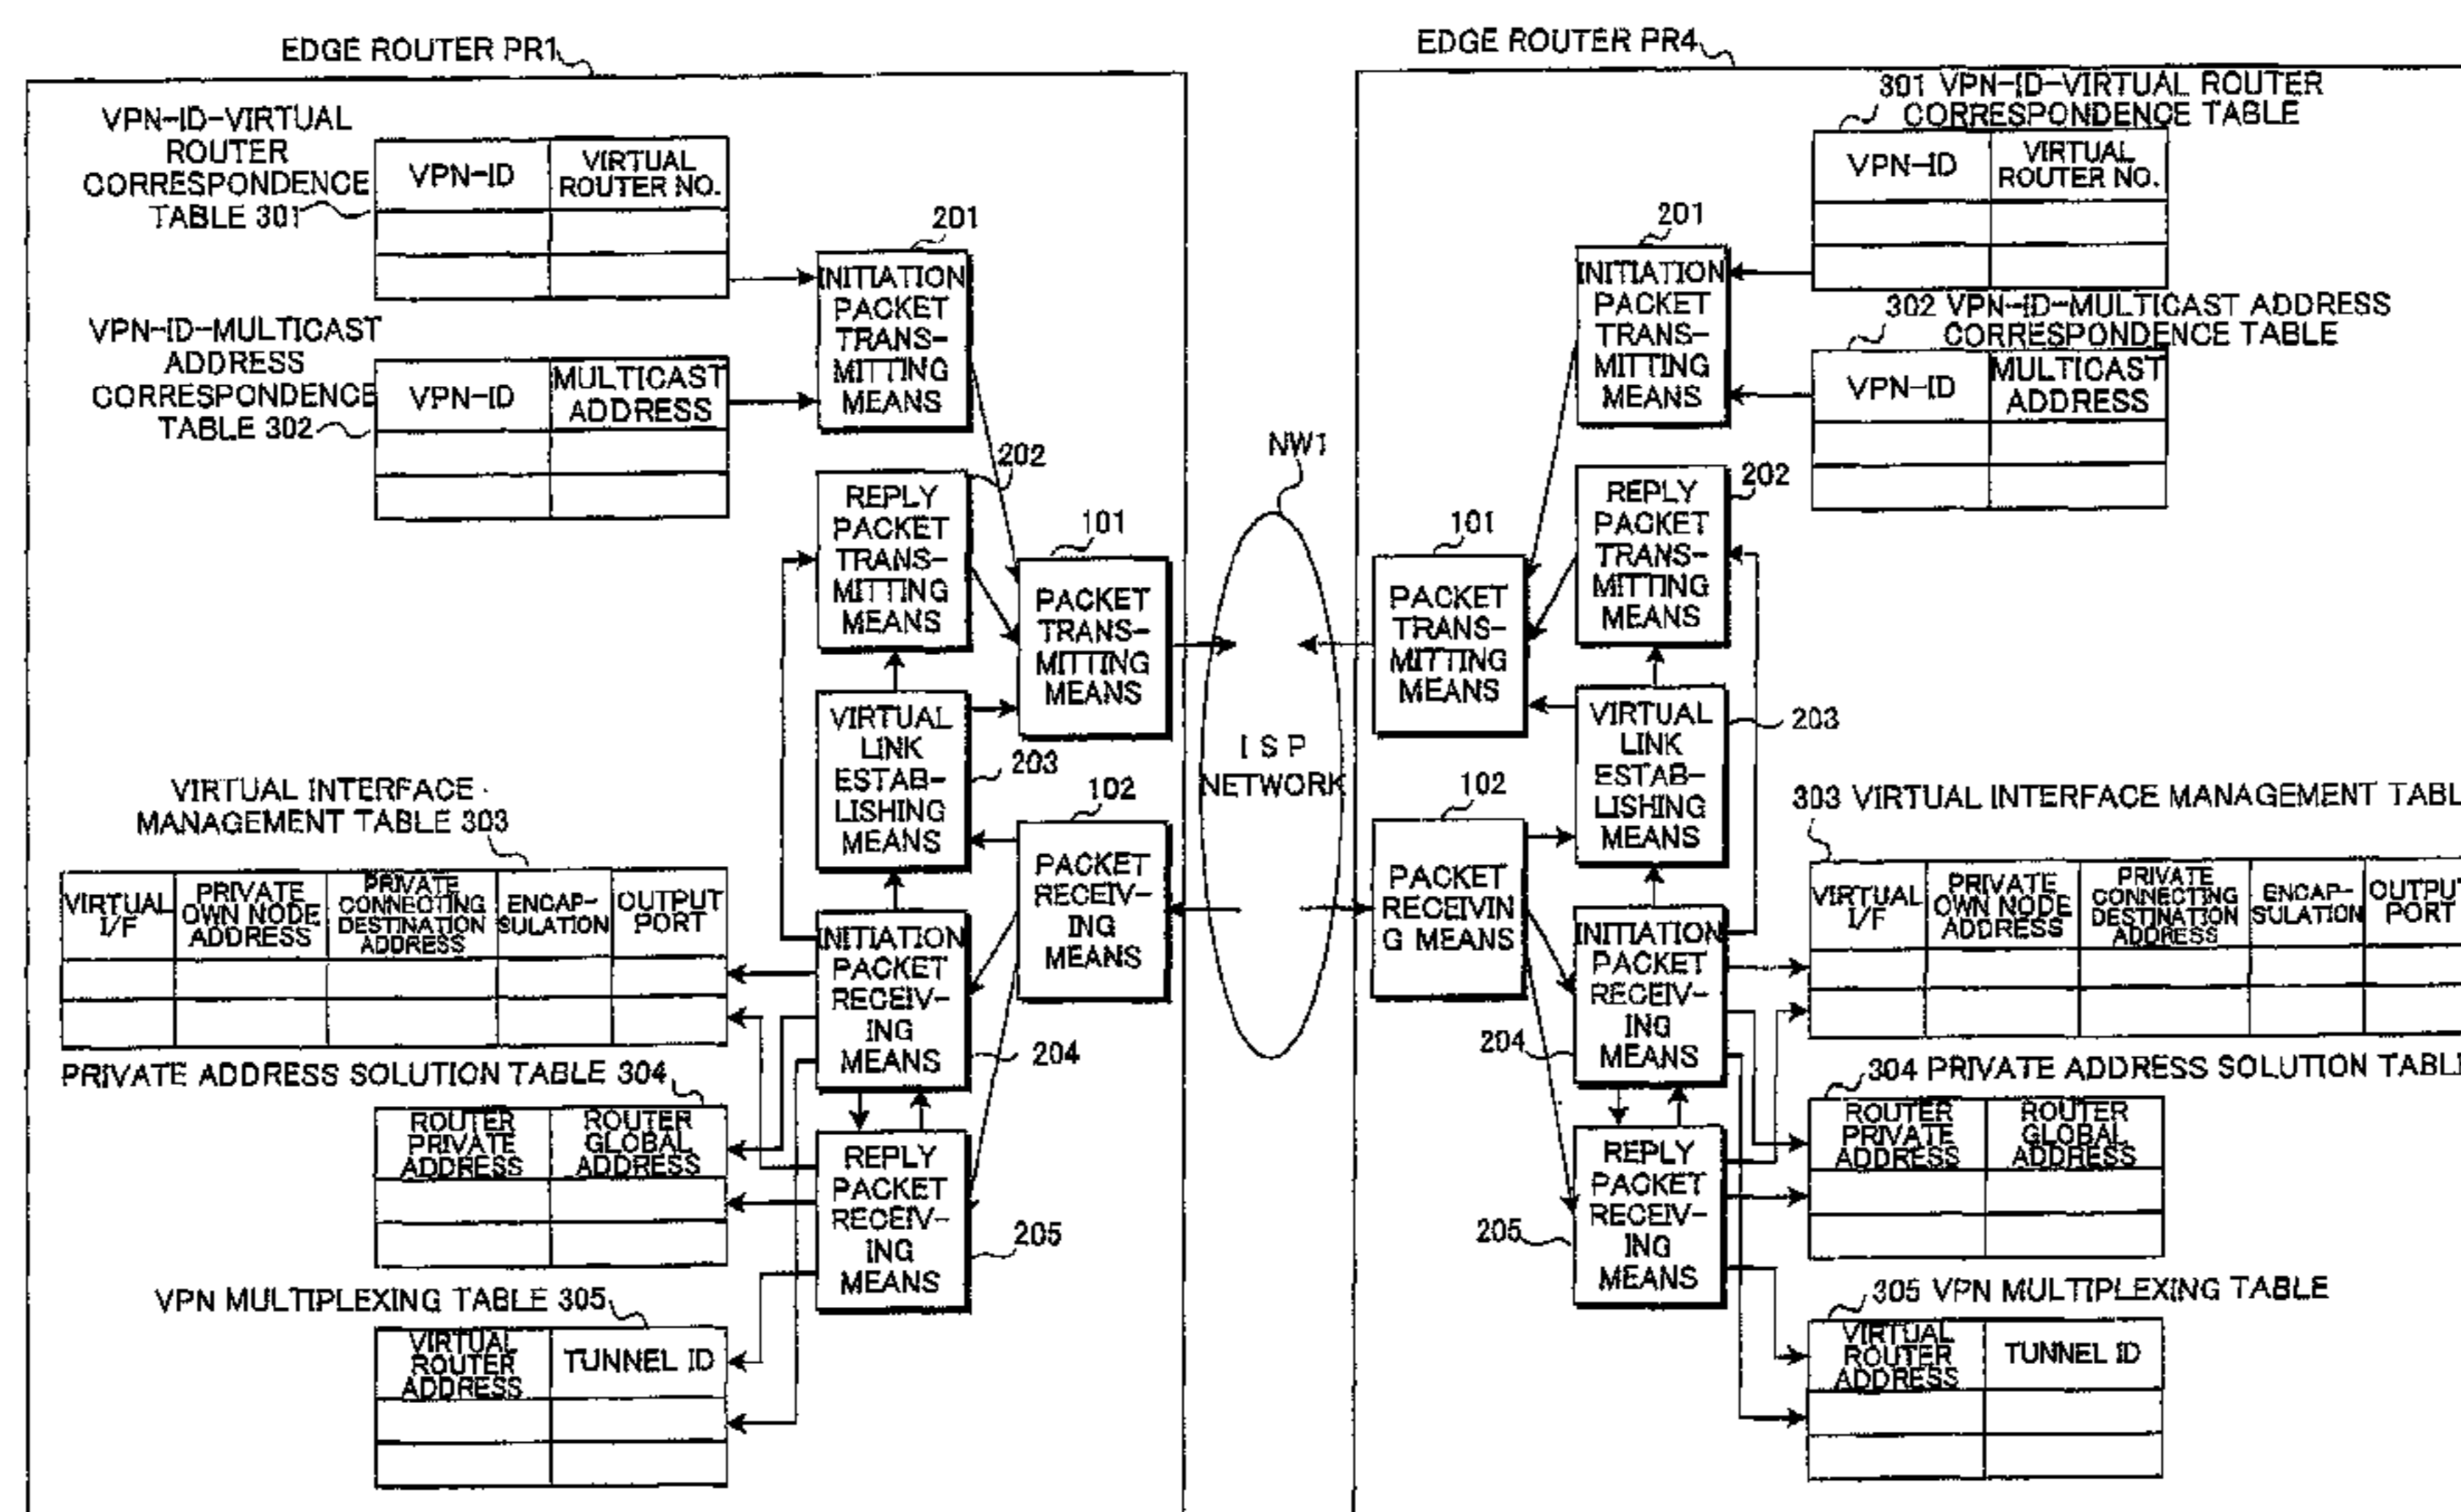 EDGE ROUTER PR1
VPN-ID-VIRTUAL
ROUTER
CORRESPONDENCE
TABLE 301
VPN-ID
VIRTUAL
ROUTER NO.
VPN-ID-MULTICAST
ADDRESS
CORRESPONDENCE
TABLE 302
VPN-ID
MULTICAST
ADDRESS
201
INITIATION
PACKET
TRANS-
MITTING
MEANS
202
REPLY
PACKET
TRANS-
MITTING
MEANS
101
PACKET
TRANS-
MITTING
MEANS
VIRTUAL
LINK
ESTAB-
LISHING
MEANS
203
102
PACKET
RECEIV-
ING
MEANS
VIRTUAL INTERFACE
MANAGEMENT TABLE 303
VIRTUAL
I/F
PRIVATE
OWN NODE
ADDRESS
PRIVATE
CONNECTING
DESTINATION
ADDRESS
ENCAP-
SULATION
OUTPUT
PORT
INITIATION
PACKET
RECEIV-
ING
MEANS
204
PRIVATE ADDRESS SOLUTION TABLE 304
ROUTER
PRIVATE
ADDRESS
ROUTER
GLOBAL
ADDRESS
REPLY
PACKET
RECEIV-
ING
MEANS
205
VPN MULTIPLEXING TABLE 305
VIRTUAL
ROUTER
ADDRESS
TUNNEL ID
NW1
ISP
NETWORK
EDGE ROUTER PR4
301 VPN-ID-VIRTUAL ROUTER
CORRESPONDENCE TABLE
VPN-ID
VIRTUAL
ROUTER NO.
302 VPN-ID-MULTICAST ADDRESS
CORRESPONDENCE TABLE
VPN-ID
MULTICAST
ADDRESS
201
INITIATION
PACKET
TRANS-
MITTING
MEANS
202
REPLY
PACKET
TRANS-
MITTING
MEANS
101
PACKET
TRANS-
MITTING
MEANS
VIRTUAL
LINK
ESTAB-
LISHING
MEANS
203
102
PACKET
RECEIVIN
G MEANS
303 VIRTUAL INTERFACE MANAGEMENT TABL
VIRTUAL
I/F
PRIVATE
OWN NODE
ADDRESS
PRIVATE
CONNECTING
DESTINATION
ADDRESS
ENCAP-
SULATION
OUTPUT
PORT
INITIATION
PACKET
RECEIV-
ING
MEANS
204
304 PRIVATE ADDRESS SOLUTION TABLE
ROUTER
PRIVATE
ADDRESS
ROUTER
GLOBAL
ADDRESS
REPLY
PACKET
RECEIV-
ING
MEANS
205
305 VPN MULTIPLEXING TABLE
VIRTUAL
ROUTER
ADDRESS
TUNNEL ID